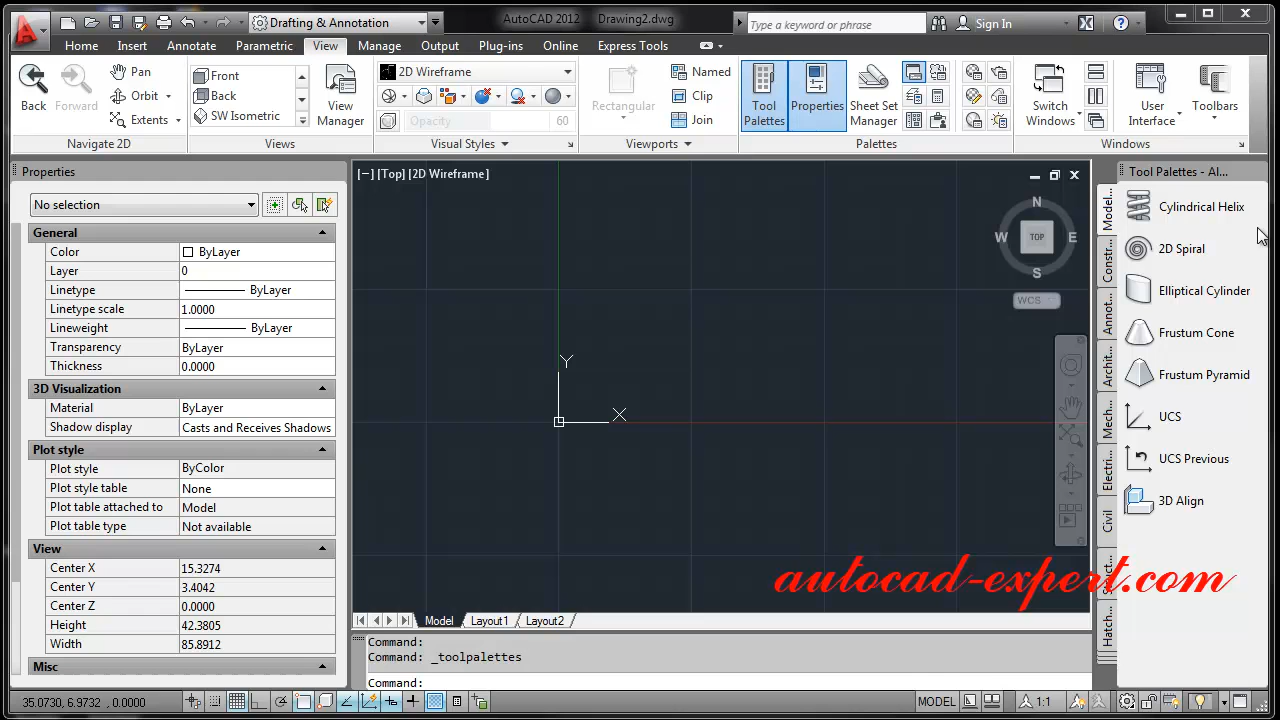 Drafting & Annotation
AutoCAD 2012 Drawing2.dwg
Type a keyword or phrase
Sign In
Home Insert Annotate Parametric View Manage Output Plug-ins Online Express Tools
Back
Forward
Pan
Orbit
Extents
Navigate 2D
Front
Back
SW Isometric
View
Manager
Views
2D Wireframe
Opacity 60
Visual Styles
Rectangular
Named
Clip
Join
Viewports
Tool
Palettes
Properties
Sheet Set
Manager
Palettes
Switch
Windows
User
Interface
Toolbars
Windows
Properties
No selection
General
Color ByLayer
Layer 0
Linetype ByLayer
Linetype scale 1.0000
Lineweight ByLayer
Transparency ByLayer
Thickness 0.0000
3D Visualization
Material ByLayer
Shadow display Casts and Receives Shadows
Plot style
Plot style ByColor
Plot style table None
Plot table attached to Model
Plot table type Not available
View
Center X 15.3274
Center Y 3.4042
Center Z 0.0000
Height 42.3805
Width 85.8912
Misc
[−] [Top] [2D Wireframe]
N
W TOP E
S
WCS
Y
X
Tool Palettes - Al...
Model...
Constr...
Annot...
Archit...
Mech...
Electri...
Civil
Hatch...
Cylindrical Helix
2D Spiral
Elliptical Cylinder
Frustum Cone
Frustum Pyramid
UCS
UCS Previous
3D Align
autocad-expert.com
Model Layout1 Layout2
Command:
Command: _toolpalettes
Command:
35.0730, 6.9732 , 0.0000
MODEL
1:1